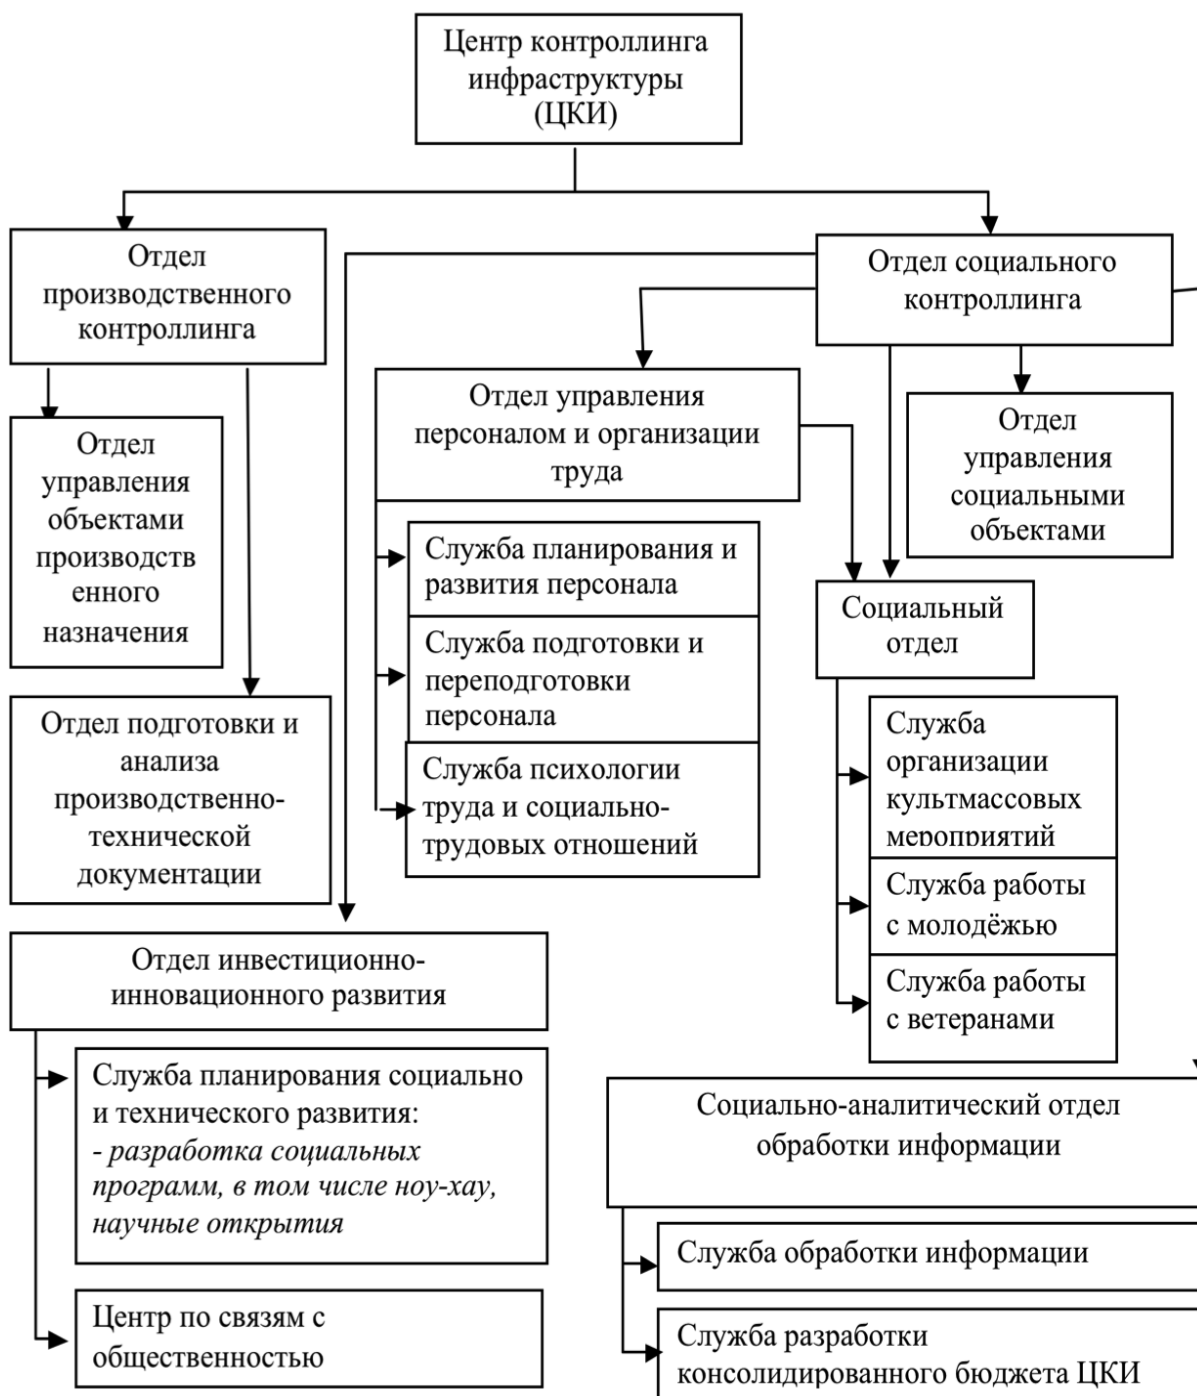 Центр контроллинга
инфраструктуры
(ЦКИ)
Отдел
производственного
контроллинга
Отдел социального
контроллинга
Отдел управления
персоналом и организации
труда
Отдел
управления
социальными
объектами
Отдел
управления
объектами
производств
енного
назначения
Служба планирования и
развития персонала
Служба подготовки и
переподготовки
персонала
Служба психологии
труда и социально-
трудовых отношений
Социальный
отдел
Служба
организации
культмассовых
мероприятий
Служба работы
с молодёжью
Служба работы
с ветеранами
Отдел подготовки и
анализа
производственно-
технической
документации
Отдел инвестиционно-
инновационного развития
Служба планирования социально
и технического развития:
- разработка социальных
программ, в том числе ноу-хау,
научные открытия
Центр по связям с
общественностью
Социально-аналитический отдел
обработки информации
Служба обработки информации
Служба разработки
консолидированного бюджета ЦКИ